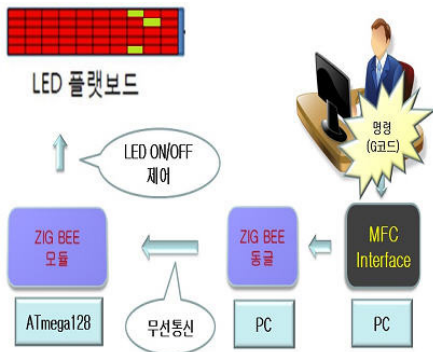 LED 플랫보드
명령
(G코드)
LED ON/OFF
제어
ZIG BEE
모듈
ZIG BEE
동글
MFC
Interface
ATmega128
무선통신
PC
PC